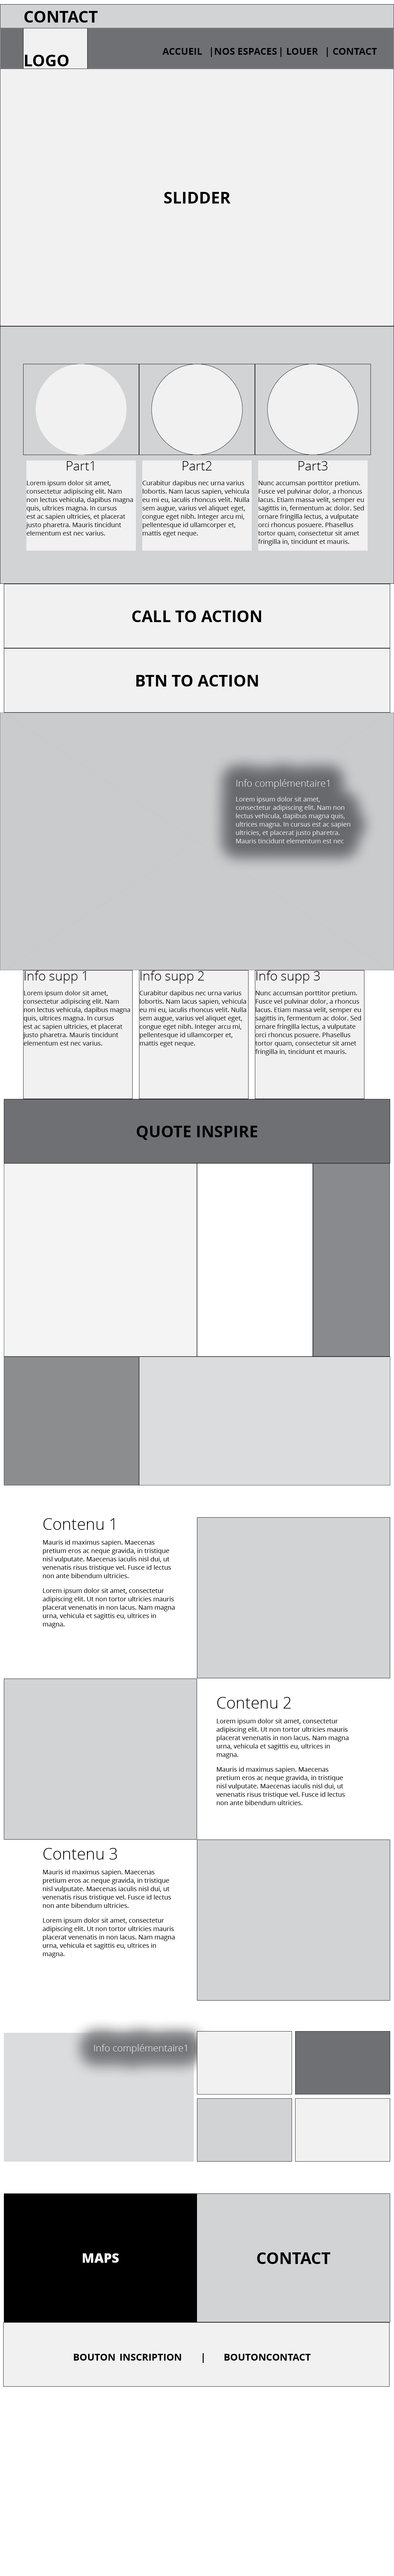 CONTACT
LOGO
ACCUEIL |NOS ESPACES| LOUER | CONTACT
SLIDDER
Part1
Lorem ipsum dolor sit amet,
consectetur adipiscing elit. Nam
non lectus vehicula, dapibus magna
quis, ultrices magna. In cursus
est ac sapien ultricies, et placerat
justo pharetra. Mauris tincidunt
elementum est nec varius.
Part2
Curabitur dapibus nec urna varius
lobortis. Nam lacus sapien, vehicula
eu mi eu, iaculis rhoncus velit. Nulla
sem augue, varius vel aliquet eget,
congue eget nibh. Integer arcu mi,
pellentesque id ullamcorper et,
mattis eget neque.
Part3
Nunc accumsan porttitor pretium.
Fusce vel pulvinar dolor, a rhoncus
lacus. Etiam massa velit, semper eu
sagittis in, fermentum ac dolor. Sed
ornare fringilla lectus, a vulputate
orci rhoncus posuere. Phasellus
tortor quam, consectetur sit amet
fringilla in, tincidunt et mauris.
CALL TO ACTION
BTN TO ACTION
Info complémentaire1
Lorem ipsum dolor sit amet,
consectetur adipiscing elit. Nam non
lectus vehicula, dapibus magna quis,
ultrices magna. In cursus est ac sapien
ultricies, et placerat justo pharetra.
Mauris tincidunt elementum est nec
Info supp 1
Lorem ipsum dolor sit amet,
consectetur adipiscing elit. Nam
non lectus vehicula, dapibus magna
quis, ultrices magna. In cursus
est ac sapien ultricies, et placerat
justo pharetra. Mauris tincidunt
elementum est nec varius.
Info supp 2
Curabitur dapibus nec urna varius
lobortis. Nam lacus sapien, vehicula
eu mi eu, iaculis rhoncus velit. Nulla
sem augue, varius vel aliquet eget,
congue eget nibh. Integer arcu mi,
pellentesque id ullamcorper et,
mattis eget neque.
Info supp 3
Nunc accumsan porttitor pretium.
Fusce vel pulvinar dolor, a rhoncus
lacus. Etiam massa velit, semper eu
sagittis in, fermentum ac dolor. Sed
ornare fringilla lectus, a vulputate
orci rhoncus posuere. Phasellus
tortor quam, consectetur sit amet
fringilla in, tincidunt et mauris.
QUOTE INSPIRE
Contenu 1
Mauris id maximus sapien. Maecenas
pretium eros ac neque gravida, in tristique
nisl vulputate. Maecenas iaculis nisl dui, ut
venenatis risus tristique vel. Fusce id lectus
non ante bibendum ultricies.
Lorem ipsum dolor sit amet, consectetur
adipiscing elit. Ut non tortor ultricies mauris
placerat venenatis in non lacus. Nam magna
urna, vehicula et sagittis eu, ultrices in
magna.
Contenu 2
Lorem ipsum dolor sit amet, consectetur
adipiscing elit. Ut non tortor ultricies mauris
placerat venenatis in non lacus. Nam magna
urna, vehicula et sagittis eu, ultrices in
magna.
Mauris id maximus sapien. Maecenas
pretium eros ac neque gravida, in tristique
nisl vulputate. Maecenas iaculis nisl dui, ut
venenatis risus tristique vel. Fusce id lectus
non ante bibendum ultricies.
Contenu 3
Mauris id maximus sapien. Maecenas
pretium eros ac neque gravida, in tristique
nisl vulputate. Maecenas iaculis nisl dui, ut
venenatis risus tristique vel. Fusce id lectus
non ante bibendum ultricies.
Lorem ipsum dolor sit amet, consectetur
adipiscing elit. Ut non tortor ultricies mauris
placerat venenatis in non lacus. Nam magna
urna, vehicula et sagittis eu, ultrices in
magna.
Info complémentaire1
MAPS
CONTACT
BOUTON INSCRIPTION | BOUTONCONTACT